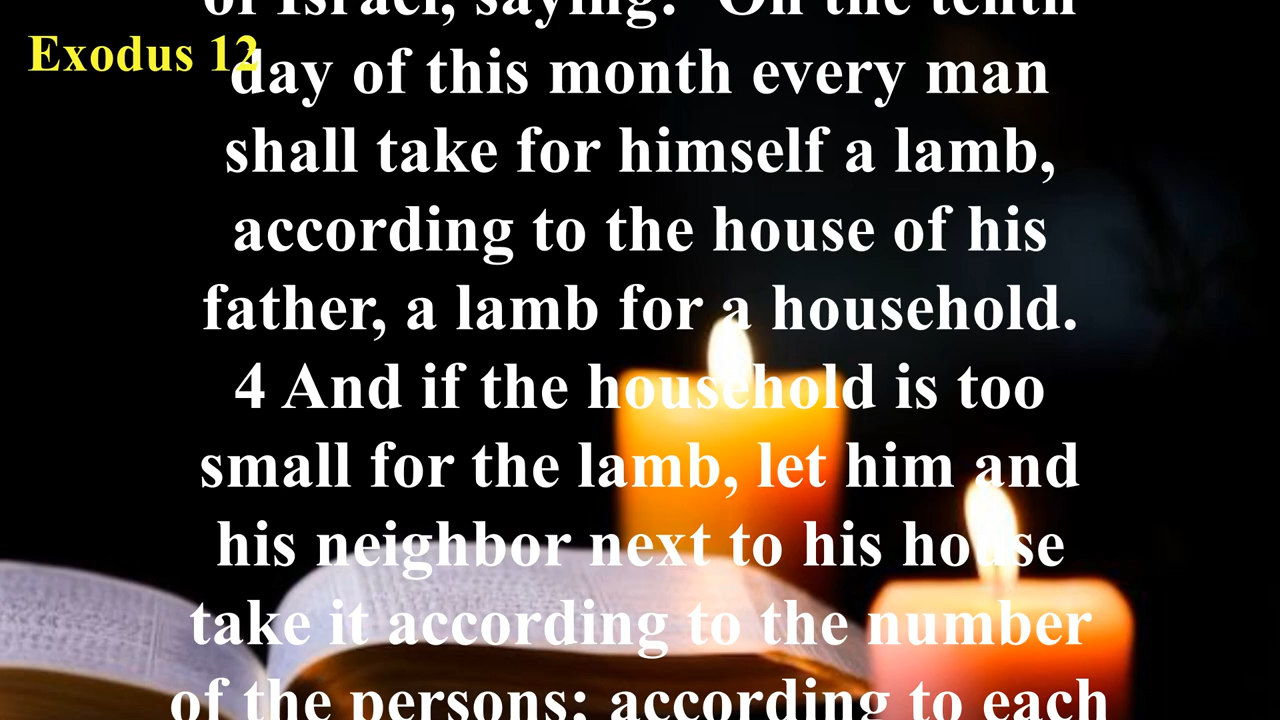 of Israel, saying: 'On the tenth
Exodus 12
day of this month every man
shall take for himself a lamb,
according to the house of his
father, a lamb for a household.
4 And if the household is too
small for the lamb, let him and
his neighbor next to his house
take it according to the number
of the persons; according to each